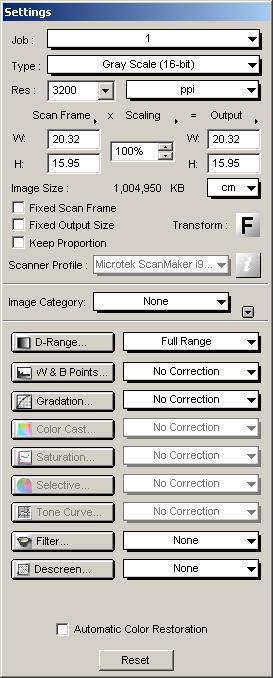 Settings
Job : 1
Type : Gray Scale (16-bit)
Res : 3200 ppi
Scan Frame x Scaling = Output
W: 20.32 100% W: 20.32
H: 15.95 H: 15.95
Image Size : 1,004,950 KB cm
Fixed Scan Frame
Fixed Output Size Transform : F
Keep Proportion
Scanner Profile : Microtek ScanMaker i9... i
Image Category: None
D-Range... Full Range
W & B Points... No Correction
Gradation... No Correction
Color Cast... No Correction
Saturation... No Correction
Selective... No Correction
Tone Curve... No Correction
Filter... None
Descreen... None
Automatic Color Restoration
Reset